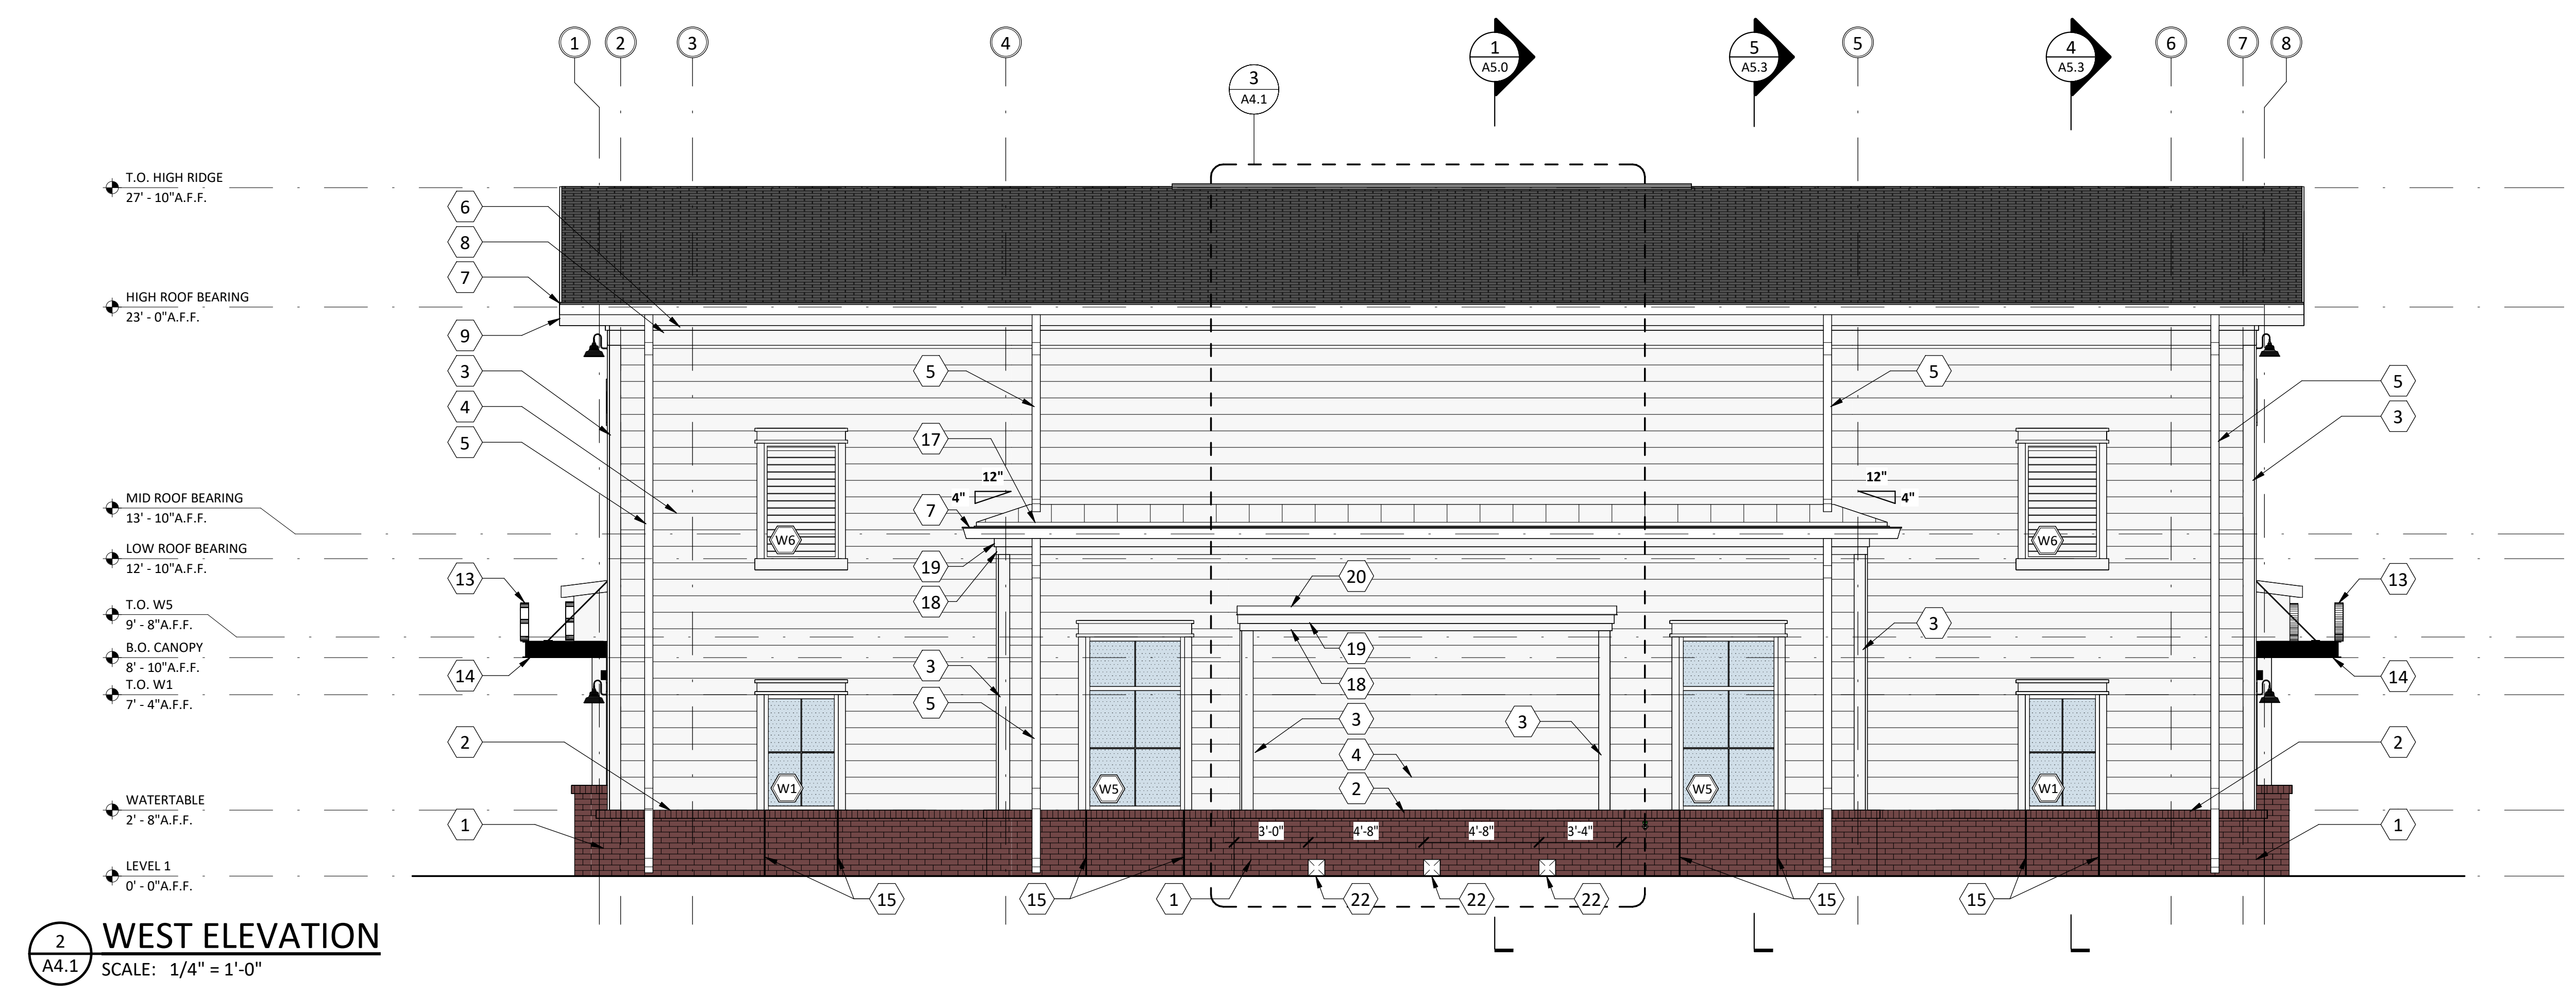 1 2 3 4 5 6 7 8
1
A5.0
5
A5.3
4
A5.3
3
A4.1
T.O. HIGH RIDGE
27' - 10"A.F.F.
6
8
7
HIGH ROOF BEARING
23' - 0"A.F.F.
9
3
5
5
5
4
3
5
17
12"
4"
12"
4"
MID ROOF BEARING
13' - 10"A.F.F.
7
W6
W6
LOW ROOF BEARING
12' - 10"A.F.F.
19
13
20
13
18
T.O. W5
9' - 8"A.F.F.
3
B.O. CANOPY
8' - 10"A.F.F.
19
14
3
18
14
T.O. W1
7' - 4"A.F.F.
5
3
3
2
4
2
W1
W5
2
W5
W1
WATERTABLE
2' - 8"A.F.F.
1
3'-0"
4'-8"
4'-8"
3'-4"
1
LEVEL 1
0' - 0"A.F.F.
15
15
1
22
22
22
15
15
2
A4.1
WEST ELEVATION
SCALE: 1/4" = 1'-0"